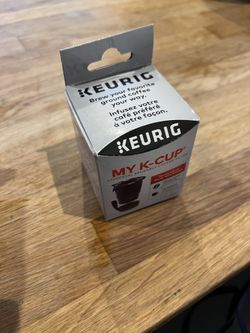 KEURIG
Brew your favorite
ground coffee
your way.
Infusez votre
café préféré
à votre façon.
KEURIG
MY K-CUP